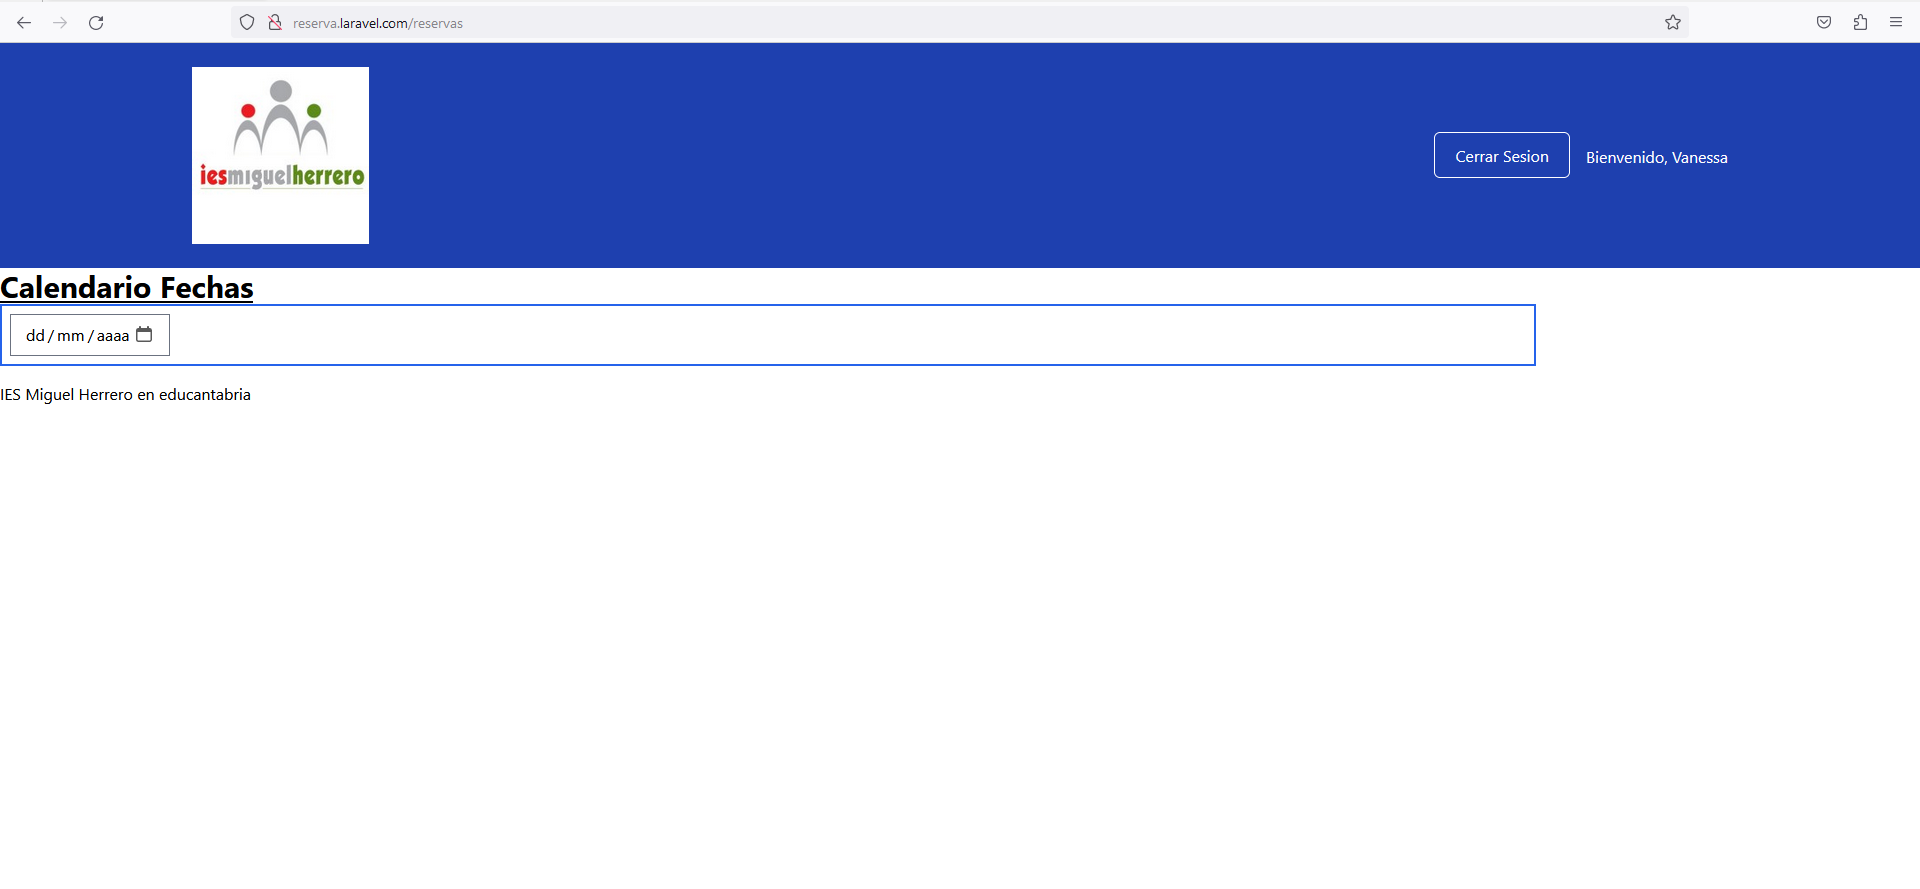 reserva.laravel.com/reservas
iesmiguelherrero
Cerrar Sesion
Bienvenido, Vanessa
Calendario Fechas
dd/mm/aaaa
IES Miguel Herrero en educantabria